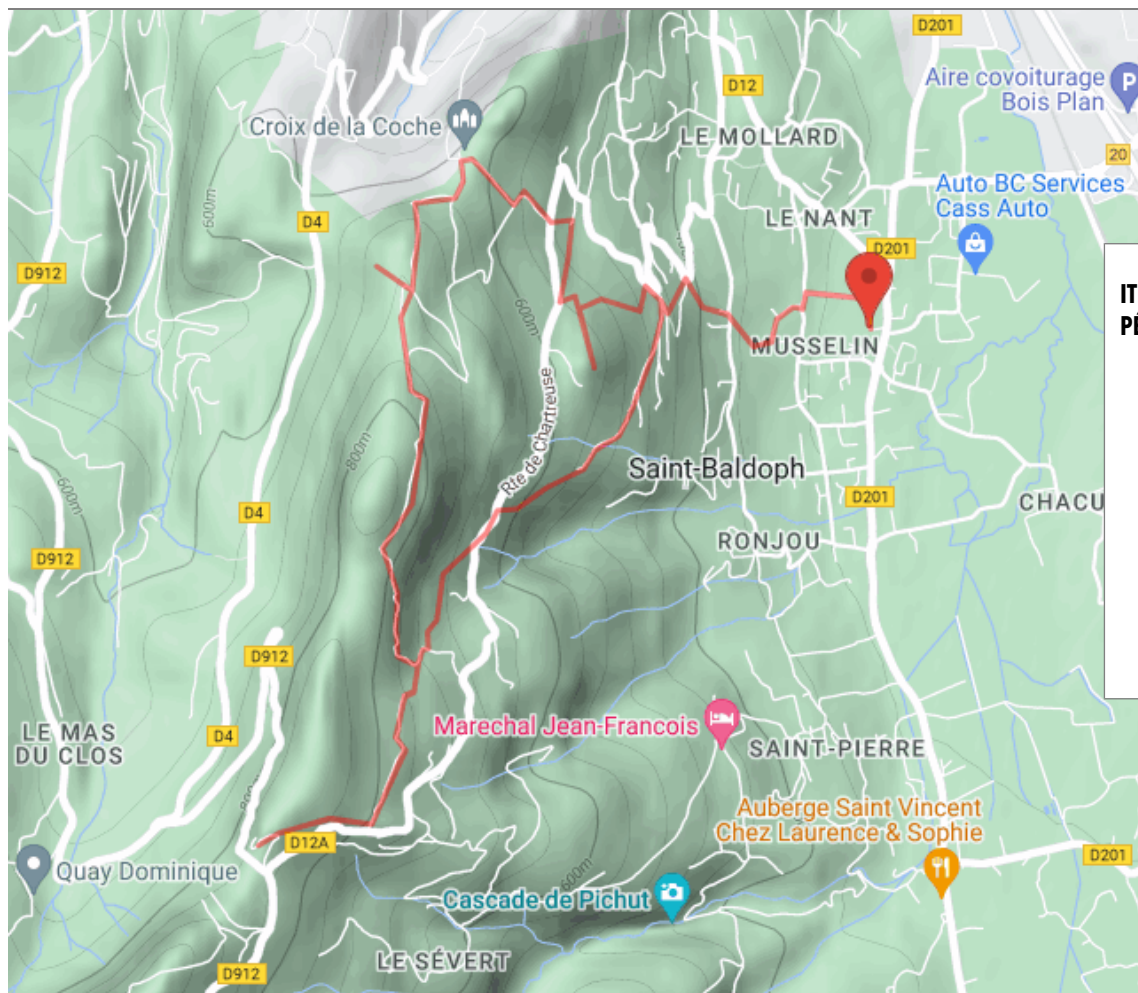 D201
D12
Aire covoiturage
Bois Plan
P
Croix de la Coche
LE MOLLARD
20
600m
Auto BC Services
Cass Auto
D4
LE NANT
D201
D912
IT
PÉ
600m
MUSSELIN
800m
Rte de Chartreuse
Saint-Baldoph
600m
D201
CHACU
D4
D912
RONJOU
D912
LE MAS
DU CLOS
D4
Marechal Jean-Francois
SAINT-PIERRE
Auberge Saint Vincent
Chez Laurence & Sophie
D12A
D201
Quay Dominique
600m
Cascade de Pichut
LE SÉVERT
D912